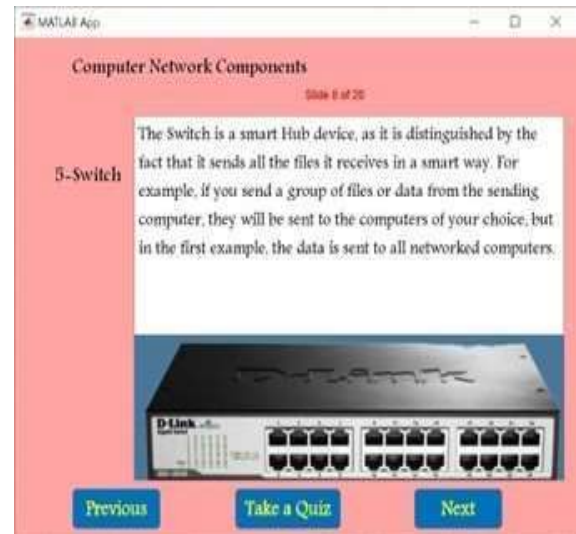 MATLAB App
Computer Network Components
5-Switch
The Switch is a smart Hub device, as it is distinguished by the
fact that it sends all the files it receives in a smart way. For
example, if you send a group of files or data from the sending
computer, they will be sent to the computers of your choice, but
in the first example, the data is sent to all networked computers.
D-Link
D-Link
Previous
Take a Quiz
Next